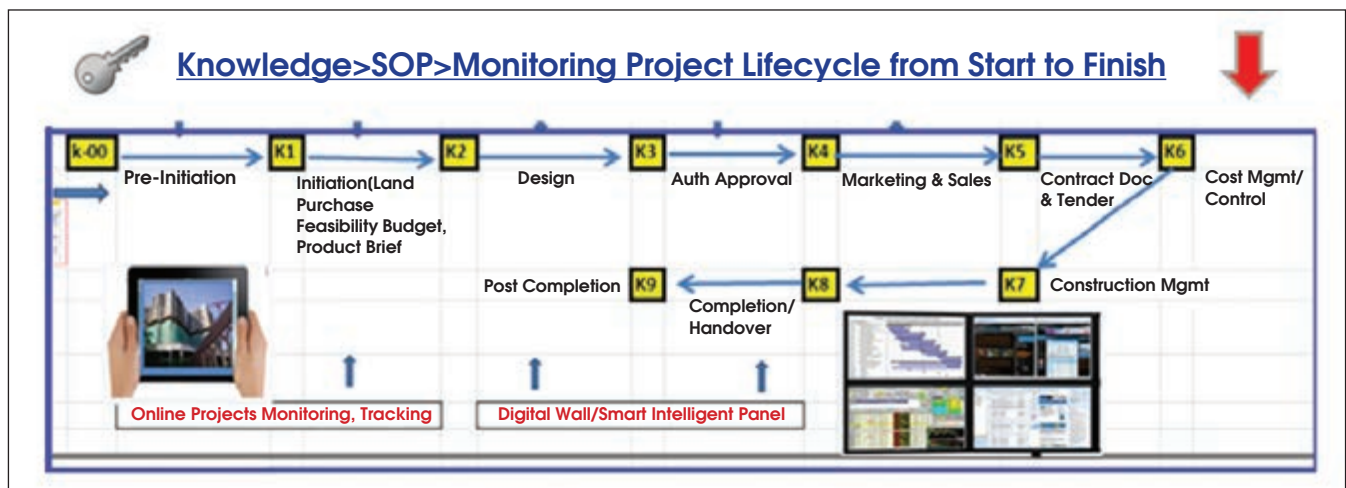 Knowledge>SOP>Monitoring Project Lifecycle from Start to Finish
k-00
K1
K2
K3
K4
K5
K6
Pre-Initiation
Initiation(Land
Purchase
Feasibility Budget,
Product Brief
Design
Auth Approval
Marketing & Sales
Contract Doc
& Tender
Cost Mgmt/
Control
Post Completion
K9
Completion/
Handover
K8
K7
Construction Mgmt
Online Projects Monitoring, Tracking
Digital Wall/Smart Intelligent Panel